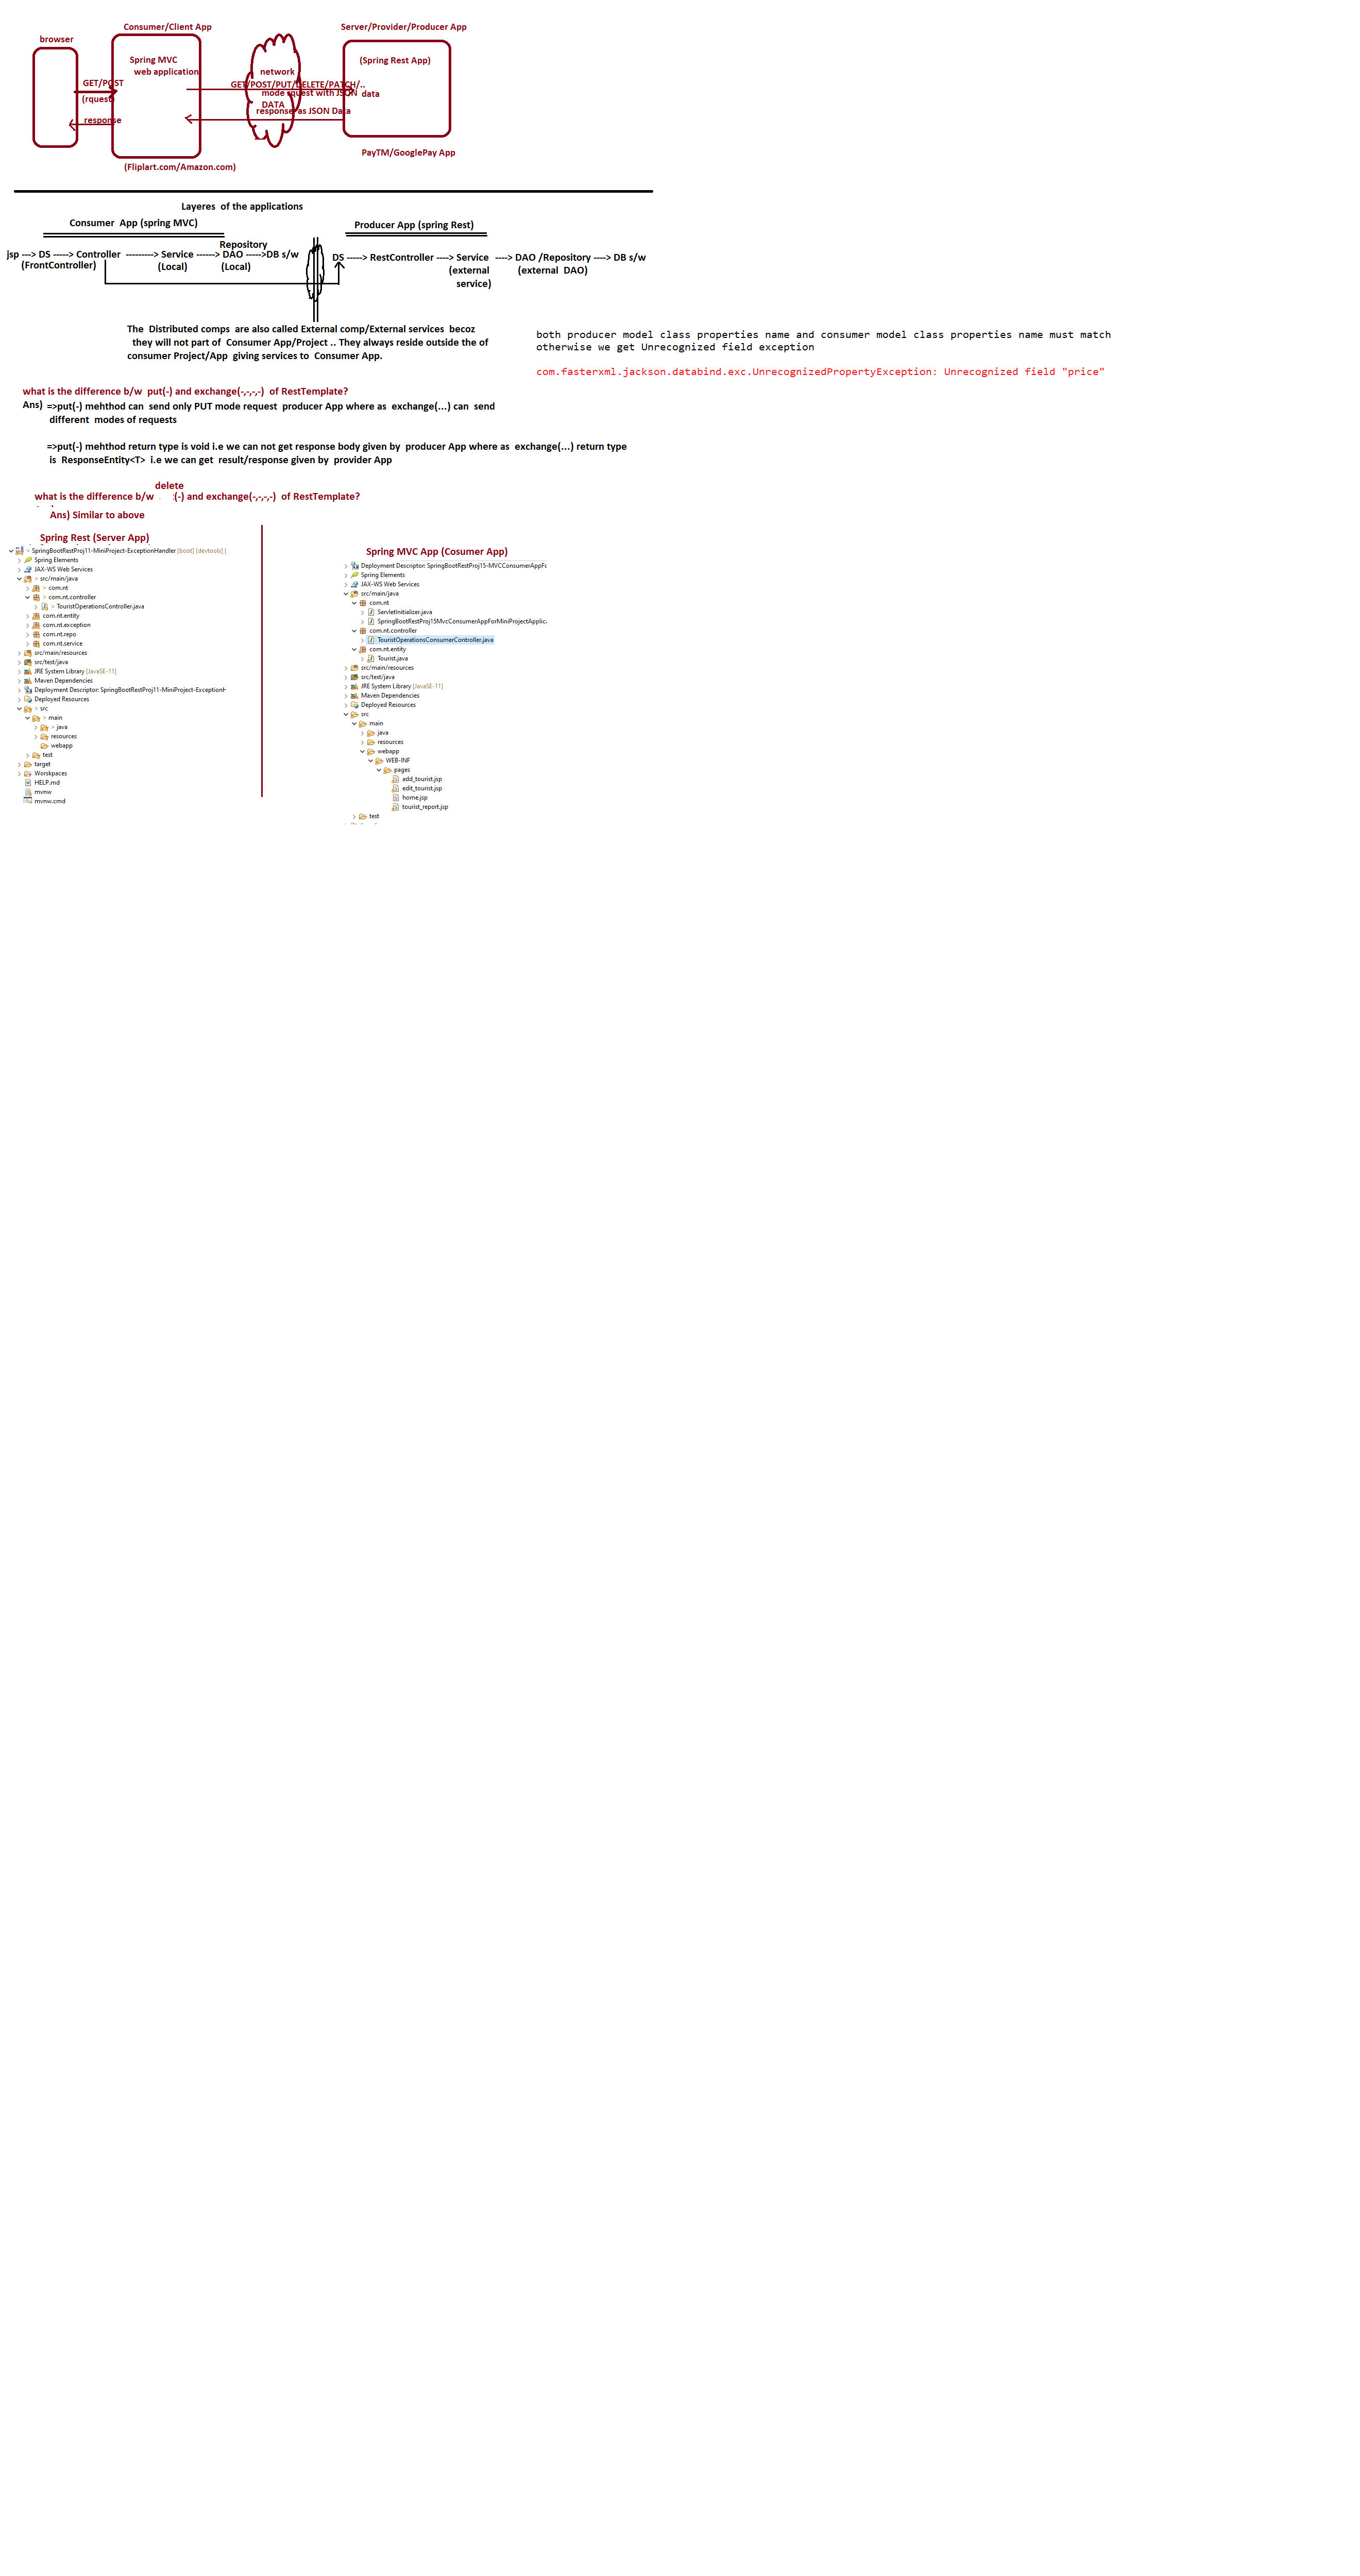 Consumer/Client App
Server/Provider/Producer App
browser
Spring MVC
web application
network
(Spring Rest App)
GET/POST
GET/POST/PUT/DELETE/PATCH/..
mode rquest with JSON data
(rquest)
DATA
response as JSON Data
response
PayTM/GooglePay App
(Fliplart.com/Amazon.com)
Layeres of the applications
Consumer App (spring MVC)
Producer App (spring Rest)
Repository
jsp ---> DS -----> Controller ---------> Service ------> DAO ----->DB s/w
(FrontController) (Local) (Local)
DS -----> RestController ----> Service ----> DAO /Repository ----> DB s/w
(external (external DAO)
service)
The Distributed comps are also called External comp/External services becoz
they will not part of Consumer App/Project .. They always reside outside the of
consumer Project/App giving services to Consumer App.
both producer model class properties name and consumer model class properties name must match
otherwise we get Unrecognized field exception
com.fasterxml.jackson.databind.exc.UnrecognizedPropertyException: Unrecognized field "price"
what is the difference b/w put(-) and exchange(-,-,-,-) of RestTemplate?
Ans) =>put(-) mehthod can send only PUT mode request producer App where as exchange(...) can send
different modes of requests
=>put(-) mehthod return type is void i.e we can not get response body given by producer App where as exchange(...) return type
is ResponseEntity<T> i.e we can get result/response given by provider App
delete
what is the difference b/w (-) and exchange(-,-,-,-) of RestTemplate?
Ans) Similar to above
Spring Rest (Server App)
SpringBootRestProj11-MiniProject-ExceptionHandler [boot] [devtools] [
Spring Elements
JAX-WS Web Services
src/main/java
com.nt
com.nt.controller
TouristOperationsController.java
com.nt.entity
com.nt.exception
com.nt.repo
com.nt.service
src/main/resources
src/test/java
JRE System Library [JavaSE-11]
Maven Dependencies
Deployment Descriptor: SpringBootRestProj11-MiniProject-ExceptionH
Deployed Resources
src
main
java
resources
webapp
test
target
Worskpaces
HELP.md
mvnw
mvnw.cmd
Spring MVC App (Cosumer App)
Deployment Descriptor: SpringBootRestProj15-MVCConsumerAppFo
Spring Elements
JAX-WS Web Services
src/main/java
com.nt
ServletInitializer.java
SpringBootRestProj15MvcConsumerAppForMiniProjectApplica
com.nt.controller
TouristOperationsConsumerController.java
com.nt.entity
Tourist.java
src/main/resources
src/test/java
JRE System Library [JavaSE-11]
Maven Dependencies
Deployed Resources
src
main
java
resources
webapp
WEB-INF
pages
add_tourist.jsp
edit_tourist.jsp
home.jsp
tourist_report.jsp
test